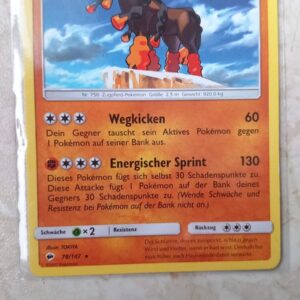 Nr. 750 Zugpferd-Pokémon Größe: 2,5 m Gewicht: 920,0 kg
Wegkicken 60
Dein Gegner tauscht sein Aktives Pokémon gegen
1 Pokémon auf seiner Bank aus.
Energischer Sprint 130
Dieses Pokémon fügt sich selbst 30 Schadenspunkte zu.
Diese Attacke fügt 1 Pokémon auf der Bank deines
Gegners 30 Schadenspunkte zu. (Wende Schwäche und
Resistenz bei Pokémon auf der Bank nicht an.)
Schwäche ×2 Resistenz Rückzug
Illustr. TOKIYA
78/147